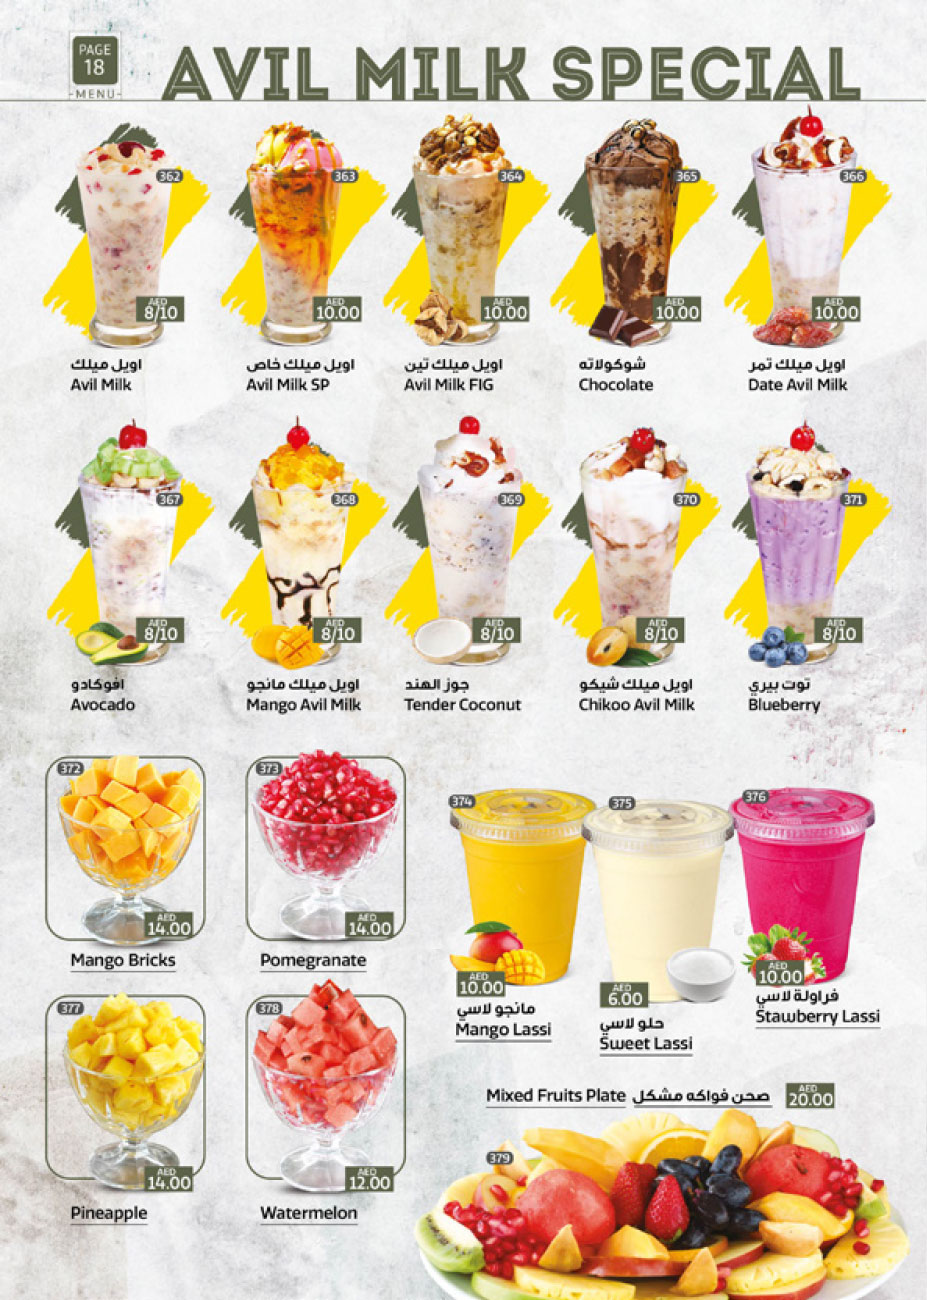 PAGE
18
MENU
AVIL MILK SPECIAL
362
AED
8/10
اويل ميلك
Avil Milk
363
AED
10.00
اويل ميلك خاص
Avil Milk SP
364
AED
10.00
اويل ميلك تين
Avil Milk FIG
365
AED
10.00
شوكولاته
Chocolate
366
AED
10.00
اويل ميلك تمر
Date Avil Milk
367
AED
8/10
افوكادو
Avocado
368
AED
8/10
اويل ميلك مانجو
Mango Avil Milk
369
AED
8/10
جوز الهند
Tender Coconut
370
AED
8/10
اويل ميلك شيكو
Chikoo Avil Milk
371
AED
8/10
توت بيري
Blueberry
372
AED
14.00
Mango Bricks
373
AED
14.00
Pomegranate
374
AED
10.00
مانجو لاسي
Mango Lassi
375
AED
6.00
حلو لاسي
Sweet Lassi
376
AED
10.00
فراولة لاسي
Stawberry Lassi
377
AED
14.00
Pineapple
378
AED
12.00
Watermelon
Mixed Fruits Plate صحن فواكه مشكل
AED
20.00
379